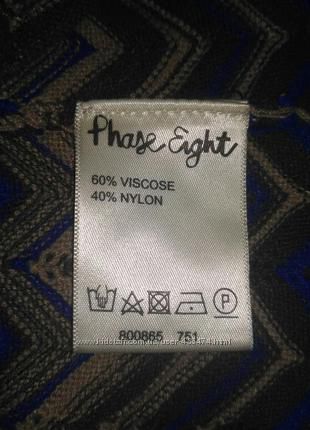 Phase Eight
60% VISCOSE
40% NYLON
P
800865 751